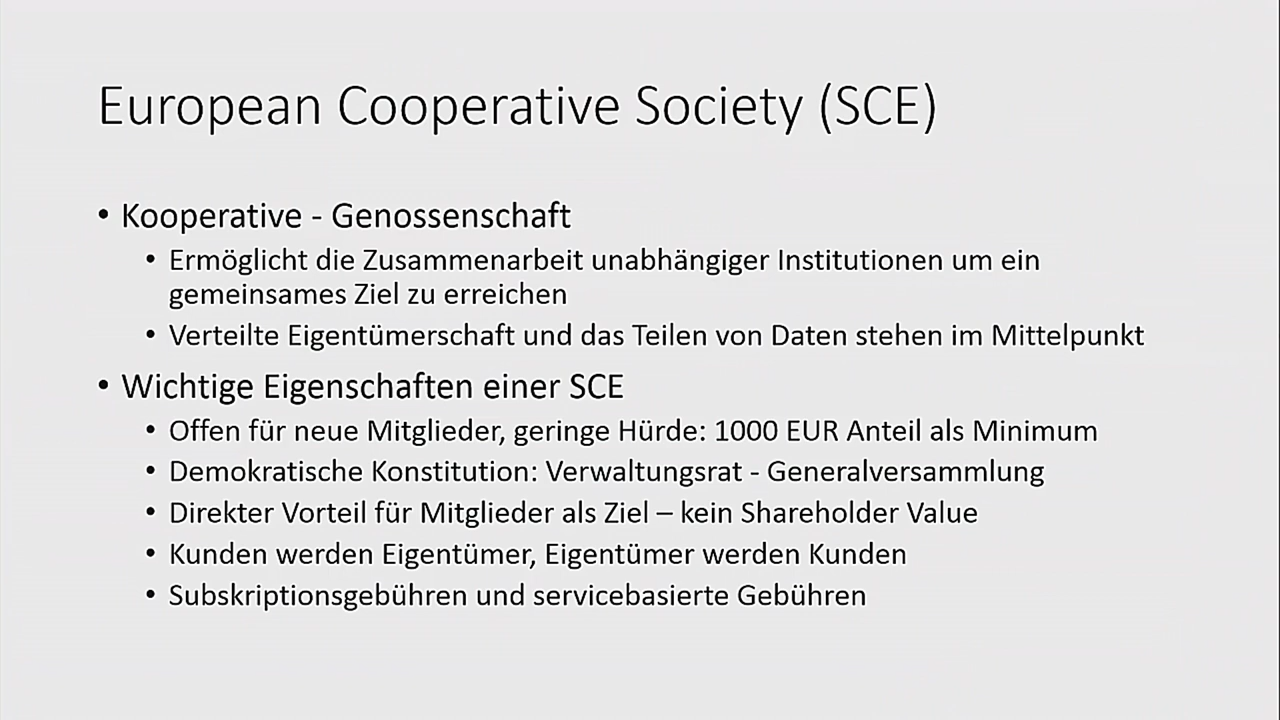 European Cooperative Society (SCE)
• Kooperative - Genossenschaft
• Ermöglicht die Zusammenarbeit unabhängiger Institutionen um ein
gemeinsames Ziel zu erreichen
• Verteilte Eigentümerschaft und das Teilen von Daten stehen im Mittelpunkt
• Wichtige Eigenschaften einer SCE
• Offen für neue Mitglieder, geringe Hürde: 1000 EUR Anteil als Minimum
• Demokratische Konstitution: Verwaltungsrat - Generalversammlung
• Direkter Vorteil für Mitglieder als Ziel – kein Shareholder Value
• Kunden werden Eigentümer, Eigentümer werden Kunden
• Subskriptionsgebühren und servicebasierte Gebühren